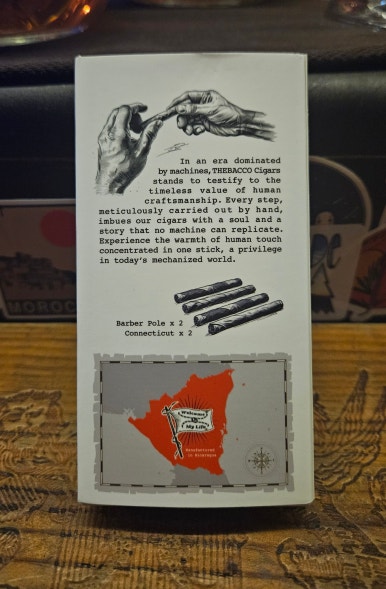 In an era dominated
by machines, THEBACCO Cigars
stands to testify to the
timeless value of human
craftsmanship. Every step,
meticulously carried out by hand,
imbues our cigars with a soul and a
story that no machine can replicate.
Experience the warmth of human touch
concentrated in one stick, a privilege
in today's mechanized world.
MOROC
Barber Pole x 2
Connecticut x 2
Welcome
To
My Life
Manufactured
in Nicaragua